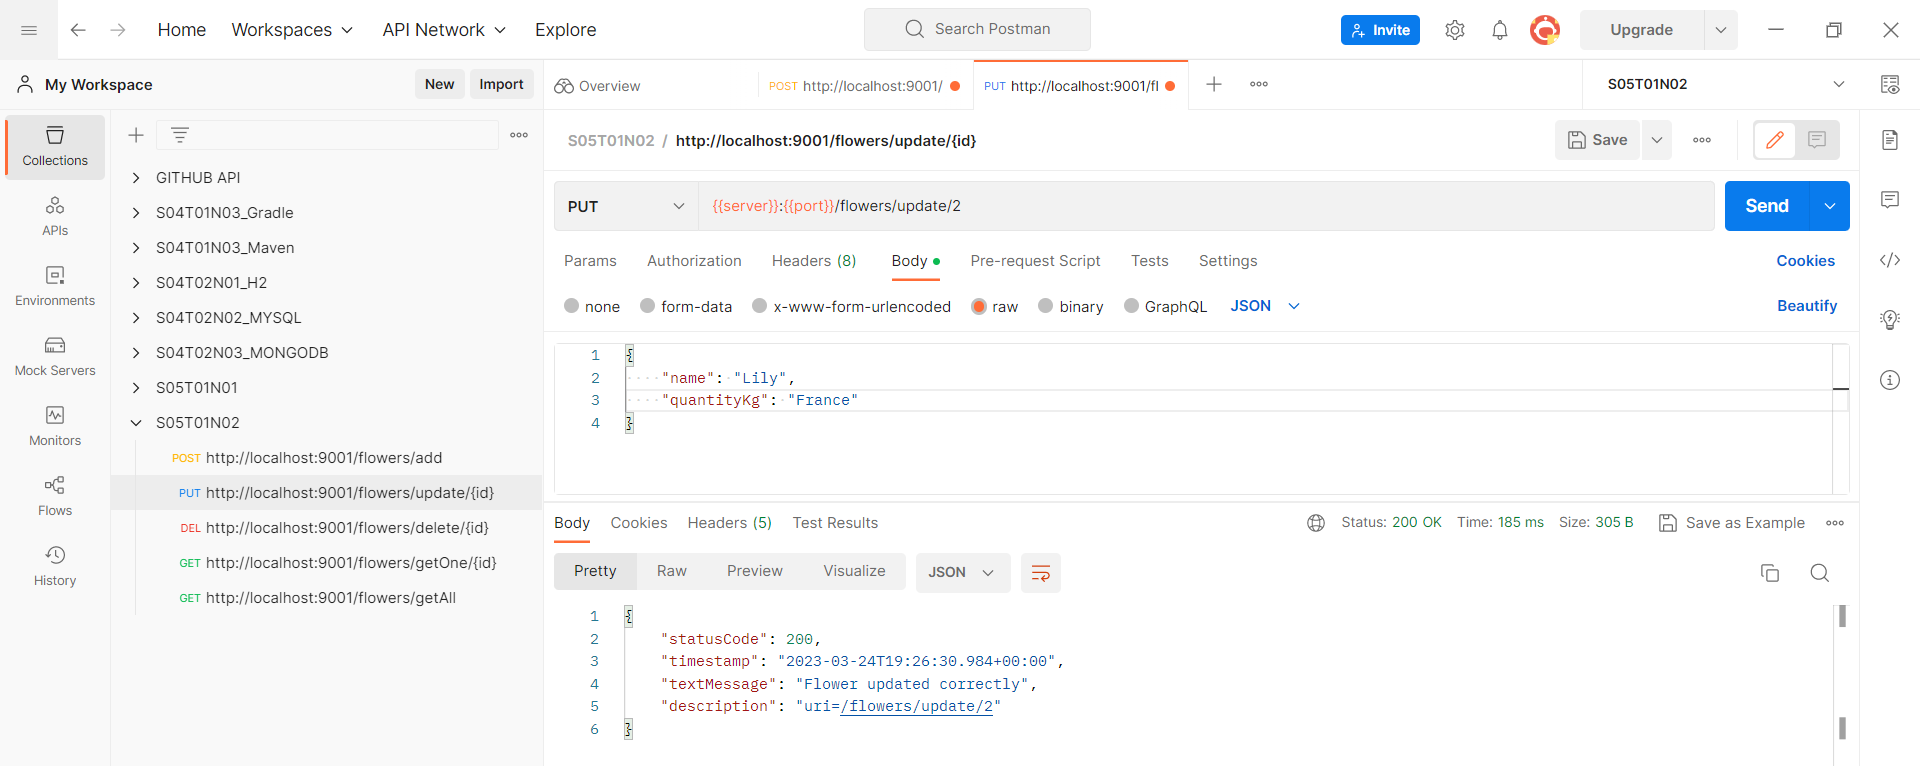 Home
Workspaces
API Network
Explore
Search Postman
Invite
Upgrade
My Workspace
New
Import
Overview
POST http://localhost:9001/
PUT http://localhost:9001/fl
S05T01N02
Collections
APIs
Environments
Mock Servers
Monitors
Flows
History
GITHUB API
S04T01N03_Gradle
S04T01N03_Maven
S04T02N01_H2
S04T02N02_MYSQL
S04T02N03_MONGODB
S05T01N01
S05T01N02
POST http://localhost:9001/flowers/add
PUT http://localhost:9001/flowers/update/{id}
DEL http://localhost:9001/flowers/delete/{id}
GET http://localhost:9001/flowers/getOne/{id}
GET http://localhost:9001/flowers/getAll
S05T01N02 / http://localhost:9001/flowers/update/{id}
Save
PUT
{{server}}:{{port}}/flowers/update/2
Send
Params Authorization Headers (8) Body Pre-request Script Tests Settings
Cookies
none form-data x-www-form-urlencoded raw binary GraphQL JSON
Beautify
1 {
2 "name": "Lily",
3 "quantityKg": "France"
4 }
Body Cookies Headers (5) Test Results
Status: 200 OK Time: 185 ms Size: 305 B
Save as Example
Pretty Raw Preview Visualize JSON
1 {
2 "statusCode": 200,
3 "timestamp": "2023-03-24T19:26:30.984+00:00",
4 "textMessage": "Flower updated correctly",
5 "description": "uri=/flowers/update/2"
6 }